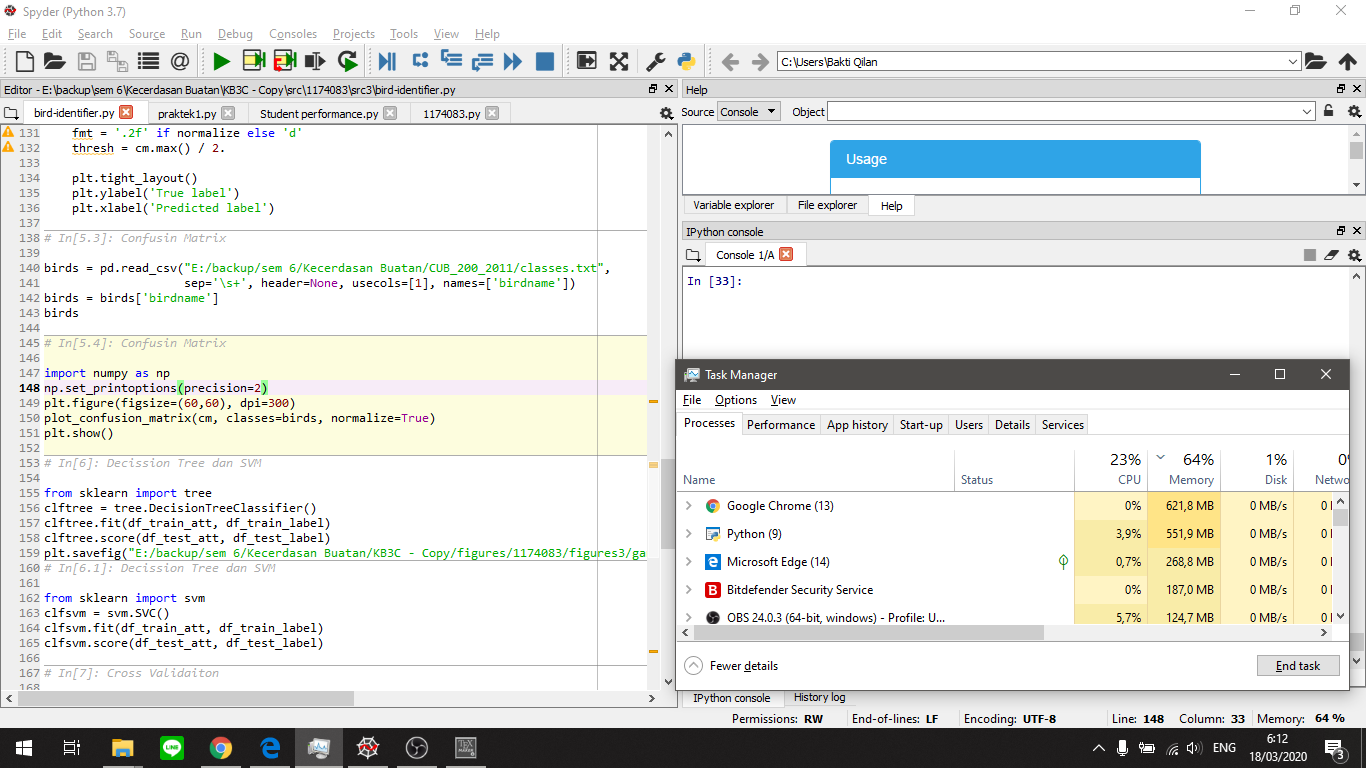 Spyder (Python 3.7)
File Edit Search Source Run Debug Consoles Projects Tools View Help
C:\Users\Bakti Qilan
Editor - E:\backup\sem 6\Kecerdasan Buatan\KB3C - Copy\src\1174083\src3\bird-identifier.py
bird-identifier.py praktek1.py Student performance.py 1174083.py
131 fmt = '.2f' if normalize else 'd'
132 thresh = cm.max() / 2.
133
134 plt.tight_layout()
135 plt.ylabel('True label')
136 plt.xlabel('Predicted label')
137
138 # In[5.3]: Confusin Matrix
139
140 birds = pd.read_csv("E:/backup/sem 6/Kecerdasan Buatan/CUB_200_2011/classes.txt",
141 sep='\s+', header=None, usecols=[1], names=['birdname'])
142 birds = birds['birdname']
143 birds
144
145 # In[5.4]: Confusin Matrix
146
147 import numpy as np
148 np.set_printoptions(precision=2)
149 plt.figure(figsize=(60,60), dpi=300)
150 plot_confusion_matrix(cm, classes=birds, normalize=True)
151 plt.show()
152
153 # In[6]: Decission Tree dan SVM
154
155 from sklearn import tree
156 clftree = tree.DecisionTreeClassifier()
157 clftree.fit(df_train_att, df_train_label)
158 clftree.score(df_test_att, df_test_label)
159 plt.savefig("E:/backup/sem 6/Kecerdasan Buatan/KB3C - Copy/figures/1174083/figures3/ga
160 # In[6.1]: Decission Tree dan SVM
161
162 from sklearn import svm
163 clfsvm = svm.SVC()
164 clfsvm.fit(df_train_att, df_train_label)
165 clfsvm.score(df_test_att, df_test_label)
166
167 # In[7]: Cross Validaiton
168
Help
Source Console Object
Usage
Variable explorer File explorer Help
IPython console
Console 1/A
In [33]:
Task Manager
File Options View
Processes Performance App history Start-up Users Details Services
23% 64% 1% 0%
Name Status CPU Memory Disk Netwo
Google Chrome (13) 0% 621,8 MB 0 MB/s 0
Python (9) 3,9% 551,9 MB 0 MB/s 0
Microsoft Edge (14) 0,7% 268,8 MB 0 MB/s 0
Bitdefender Security Service 0% 187,0 MB 0 MB/s 0
OBS 24.0.3 (64-bit, windows) - Profile: U... 5,7% 124,7 MB 0 MB/s 0
Fewer details End task
IPython console History log
Permissions: RW End-of-lines: LF Encoding: UTF-8 Line: 148 Column: 33 Memory: 64 %
LINE TEX MAKER ENG 6:12
18/03/2020 3